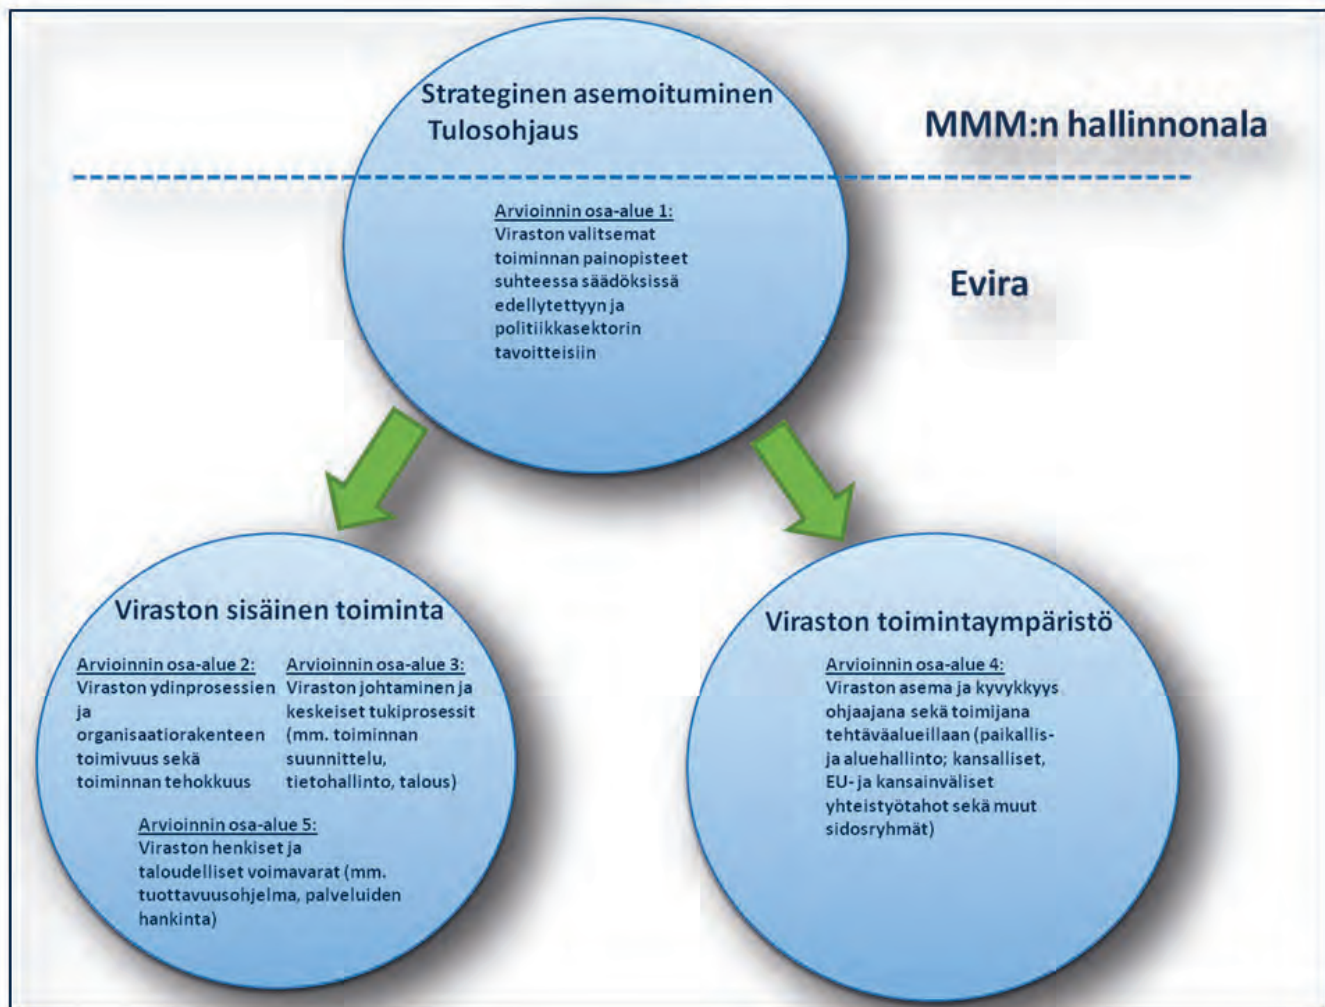 Strateginen asemoituminen
Tulosohjaus
MMM:n hallinnonala
Arvioinnin osa-alue 1:
Viraston valitsemat
toiminnan painopisteet
suhteessa säädöksissä
edellytettyyn ja
politiikkasektorin
tavoitteisiin
Evira
Viraston sisäinen toiminta
Arvioinnin osa-alue 2:
Viraston ydinprosessien
ja
organisaatiorakenteen
toimivuus sekä
toiminnan tehokkuus
Arvioinnin osa-alue 3:
Viraston johtaminen ja
keskeiset tukiprosessit
(mm. toiminnan
suunnittelu,
tietohallinto, talous)
Arvioinnin osa-alue 5:
Viraston henkiset ja
taloudelliset voimavarat (mm.
tuottavuusohjelma, palveluiden
hankinta)
Viraston toimintaympäristö
Arvioinnin osa-alue 4:
Viraston asema ja kyvykkyys
ohjaajana sekä toimijana
tehtäväalueillaan (paikallis-
ja aluehallinto; kansalliset,
EU- ja kansainväliset
yhteistyötahot sekä muut
sidosryhmät)